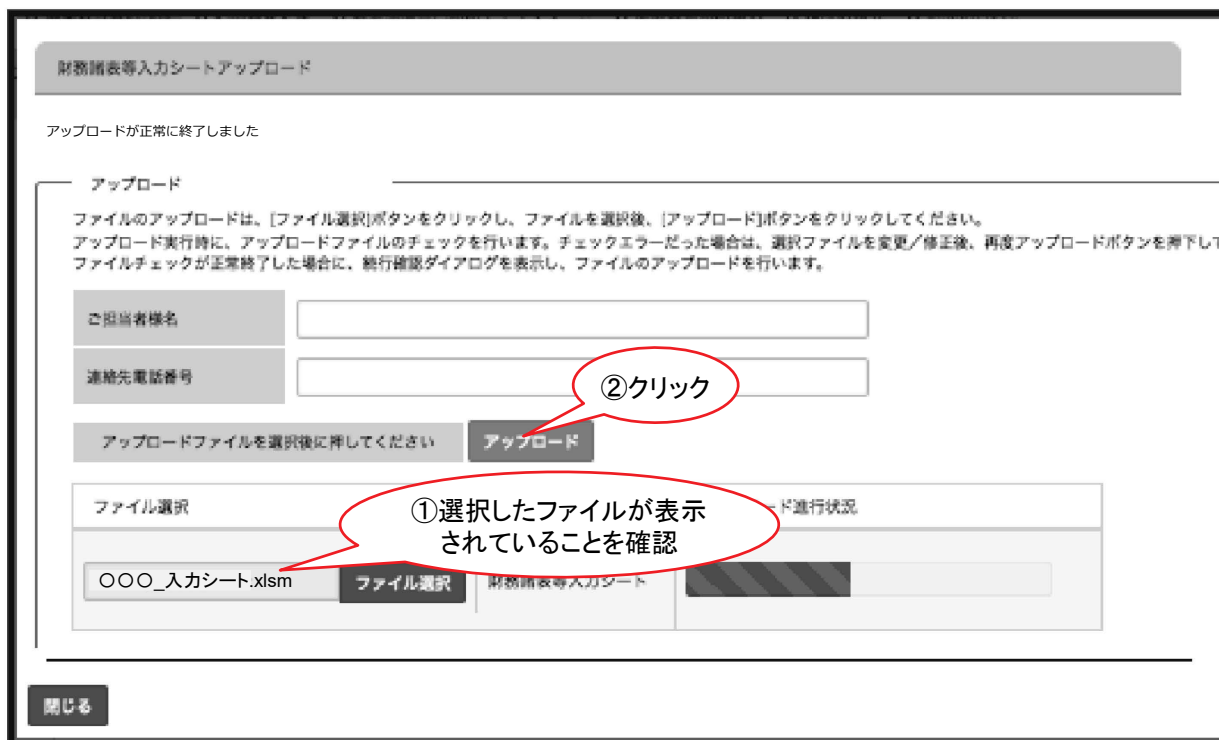 財務諸表等入力シートアップロード
アップロードが正常に終了しました
アップロード
ファイルのアップロードは、[ファイル選択]ボタンをクリックし、ファイルを選択後、[アップロード]ボタンをクリックしてください。
アップロード実行時に、アップロードファイルのチェックを行います。チェックエラーだった場合は、選択ファイルを変更／修正後、再度アップロードボタンを押下して
ファイルチェックが正常終了した場合に、続行確認ダイアログを表示し、ファイルのアップロードを行います。
ご担当者様名
連絡先電話番号
②クリック
アップロードファイルを選択後に押してください
アップロード
ファイル選択
①選択したファイルが表示
されていることを確認
ード進行状況
〇〇〇_入力シート.xlsm
ファイル選択
財務諸表等入力シート
閉じる